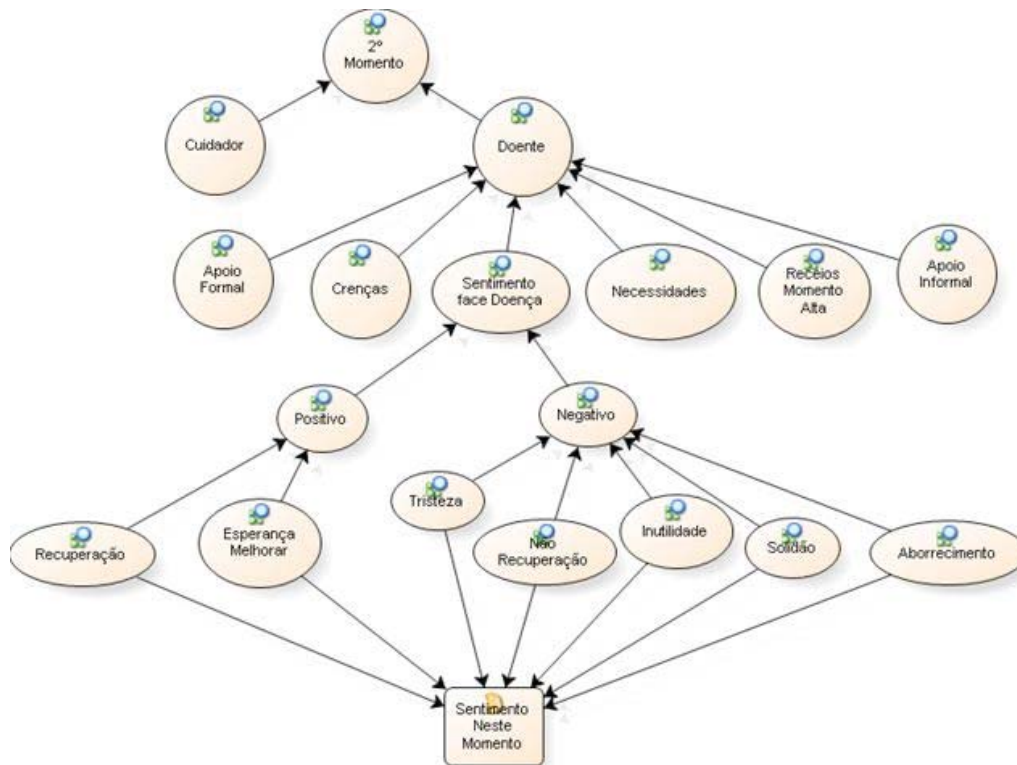 2º
Momento
Cuidador
Doente
Apoio
Formal
Crenças
Sentimento
face Doença
Necessidades
Receios
Momento
Alta
Apoio
Informal
Positivo
Negativo
Tristeza
Recuperação
Esperança
Melhorar
Não
Recuperação
Inutilidade
Solidão
Aborrecimento
Sentimento
Neste
Momento